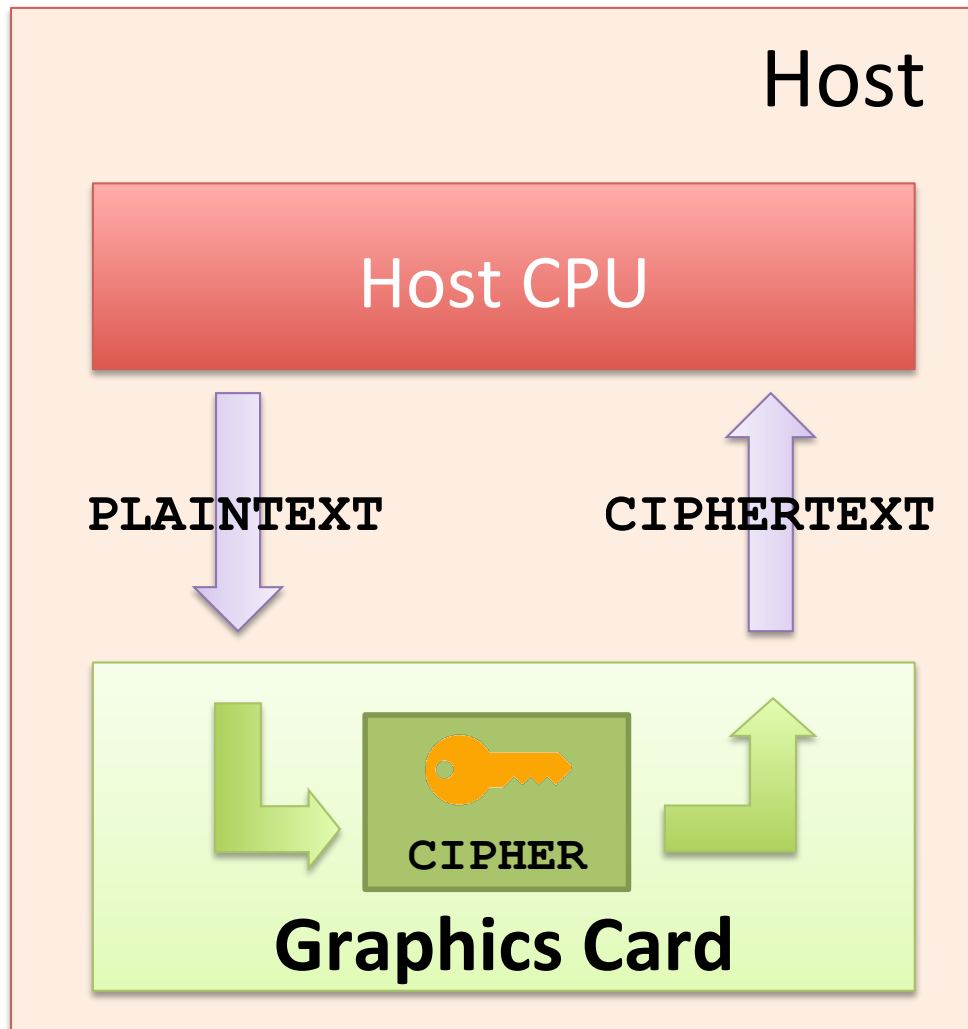 Host
Host CPU
PLAINTEXT
CIPHERTEXT
CIPHER
Graphics Card